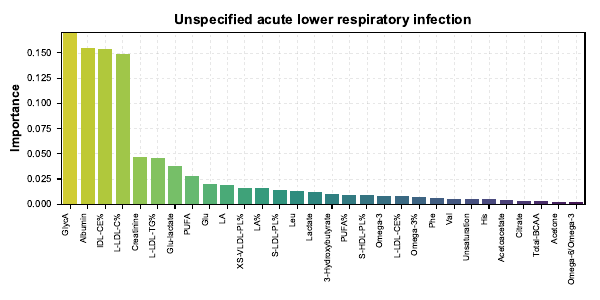 Unspecified acute lower respiratory infection
Importance
0.150
0.125
0.100
0.075
0.050
0.025
0.000
GlycA
Albumin
IDL-CE%
L-LDL-C%
Creatinine
L-LDL-TG%
Glu-lactate
PUFA
Glu
LA
XS-VLDL-PL%
LA%
S-LDL-PL%
Leu
Lactate
3-Hydroxybutyrate
PUFA%
S-HDL-PL%
Omega-3
L-LDL-CE%
Omega-3%
Phe
Val
Unsaturation
His
Acetoacetate
Citrate
Total-BCAA
Acetone
Omega-6/Omega-3